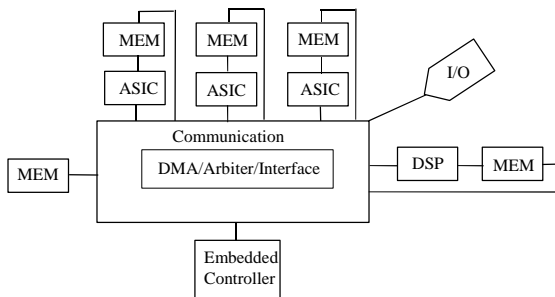 MEM
MEM
MEM
ASIC
ASIC
ASIC
I/O
Communication
DMA/Arbiter/Interface
MEM
DSP
MEM
Embedded
Controller